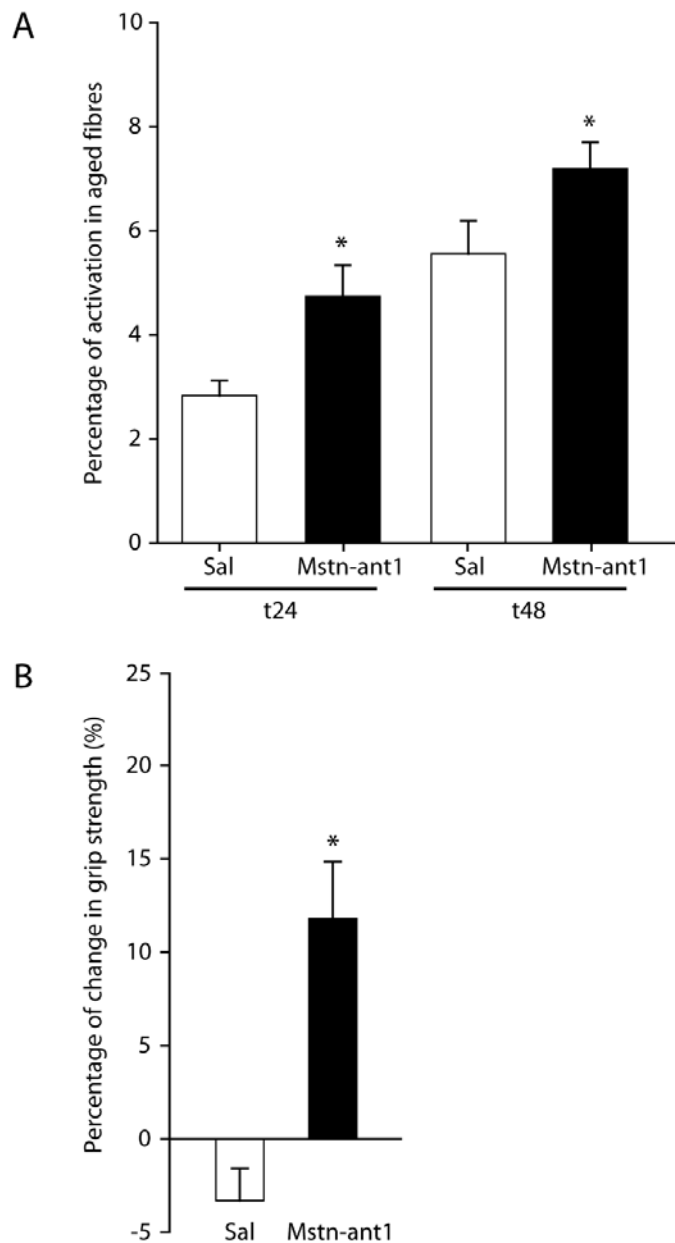 A
Percentage of activation in aged fibres
10
8
6
4
2
0
*
*
Sal Mstn-ant1 Sal Mstn-ant1
t24 t48
B
Percentage of change in grip strength (%)
25
20
15
10
5
0
-5
*
Sal Mstn-ant1